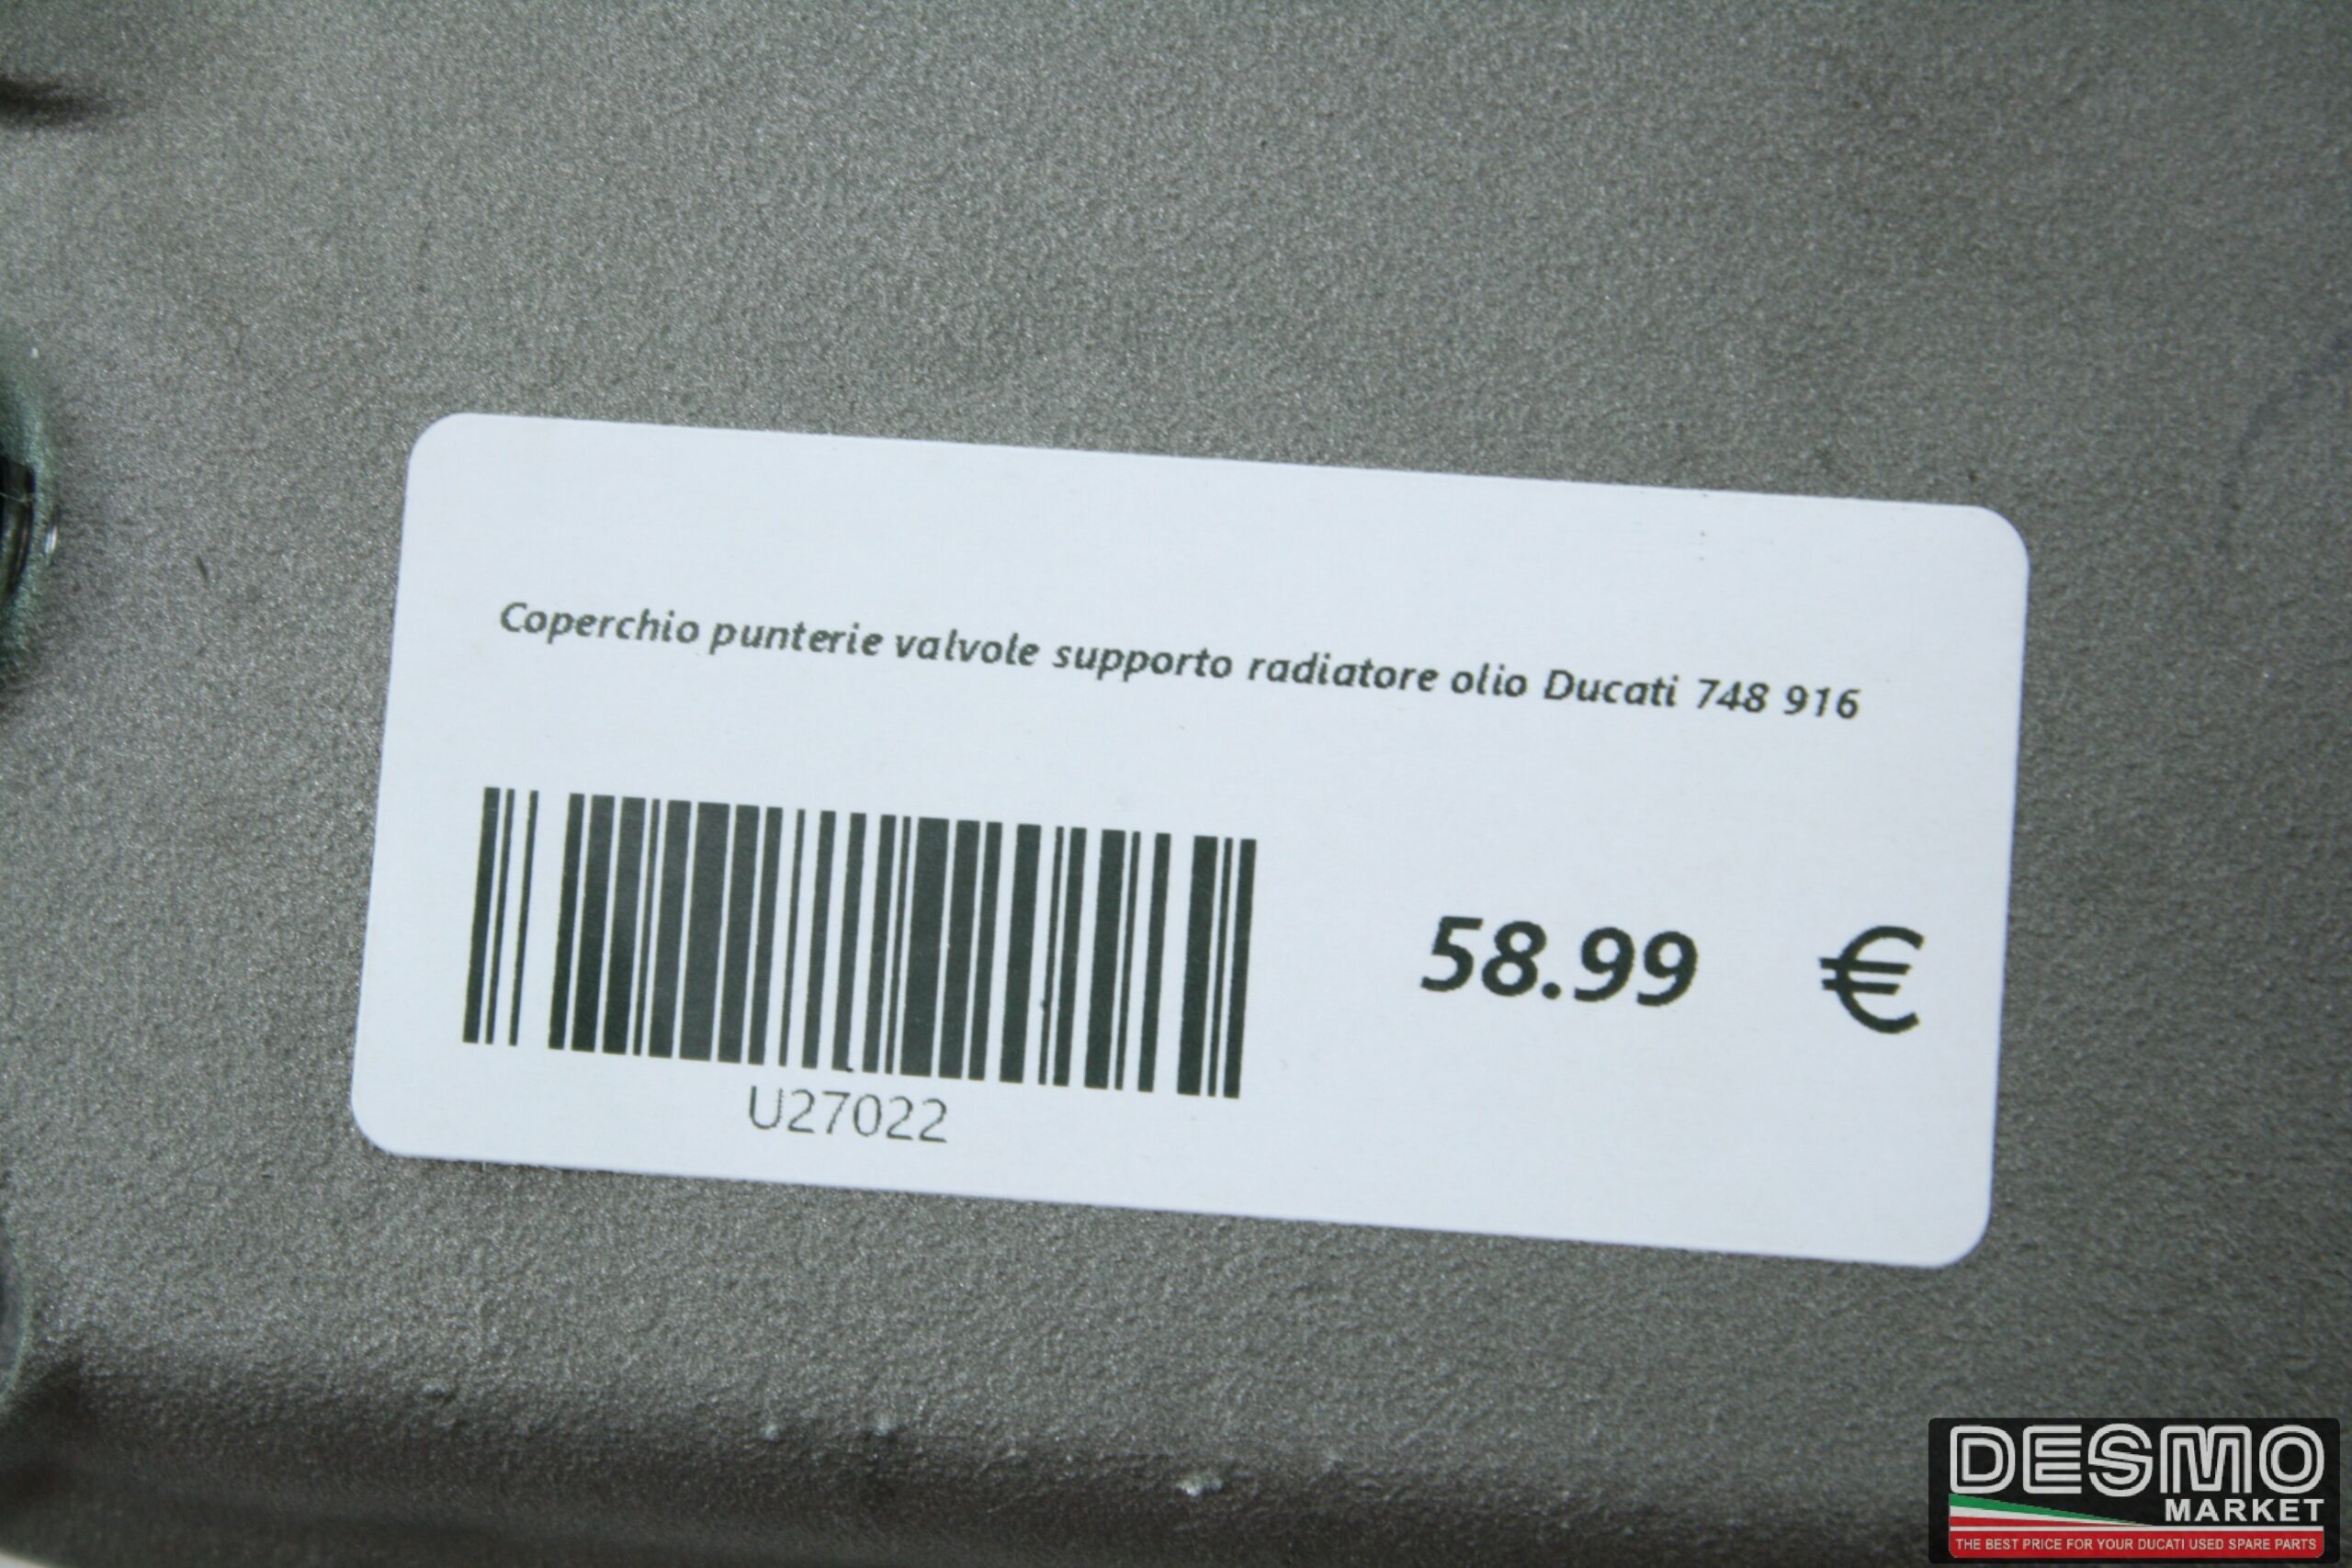 Coperchio punterie valvole supporto radiatore olio Ducati 748 916
58.99 €
U27022
DESMO
MARKET
THE BEST PRICE FOR YOUR DUCATI USED SPARE PARTS